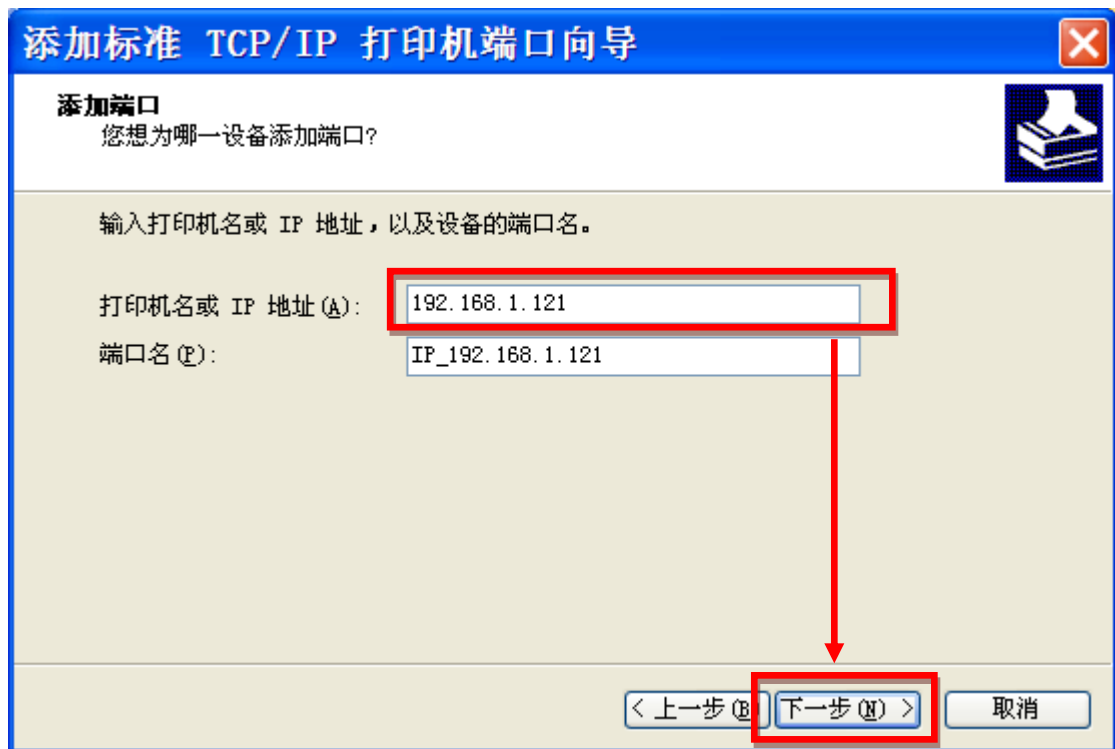 添加标准 TCP/IP 打印机端口向导
添加端口
您想为哪一设备添加端口?
输入打印机名或 IP 地址，以及设备的端口名。
打印机名或 IP 地址(A): 192.168.1.121
端口名(P): IP_192.168.1.121
< 上一步(B) 下一步(N) > 取消